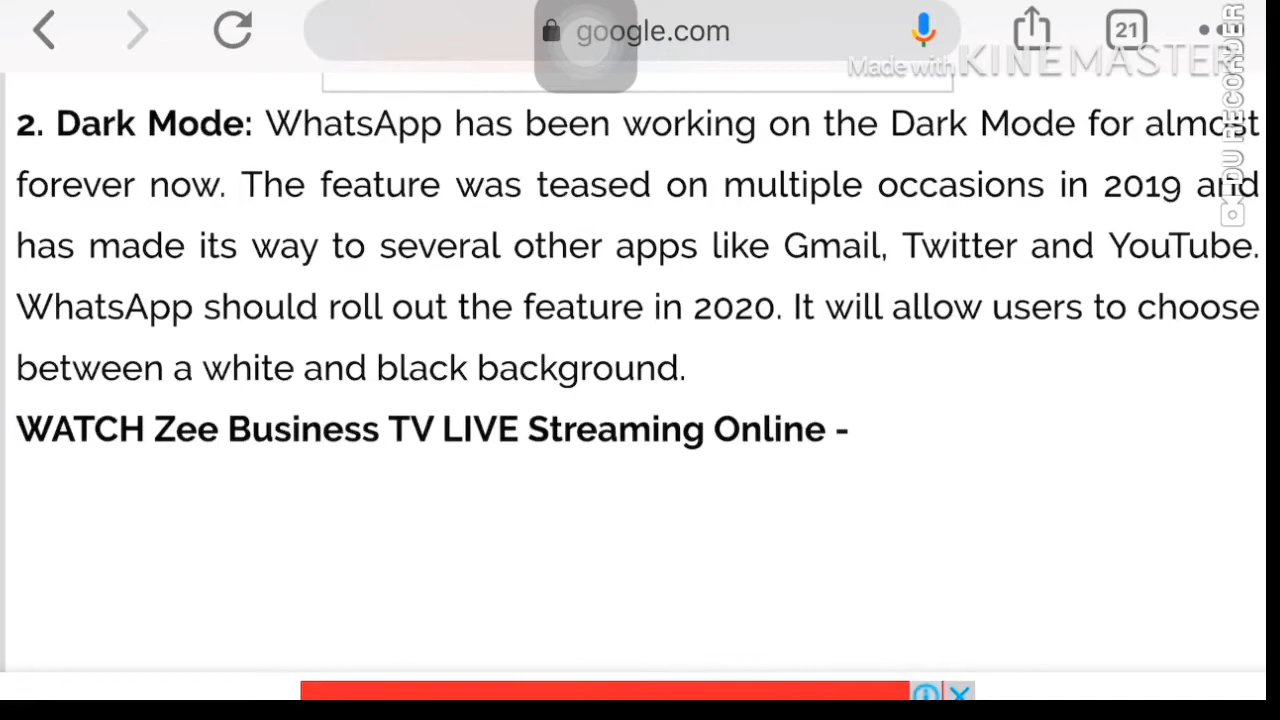 google.com
21
Made with KINEMASTER
DU RECORDER
2. Dark Mode: WhatsApp has been working on the Dark Mode for almost
forever now. The feature was teased on multiple occasions in 2019 and
has made its way to several other apps like Gmail, Twitter and YouTube.
WhatsApp should roll out the feature in 2020. It will allow users to choose
between a white and black background.
WATCH Zee Business TV LIVE Streaming Online -